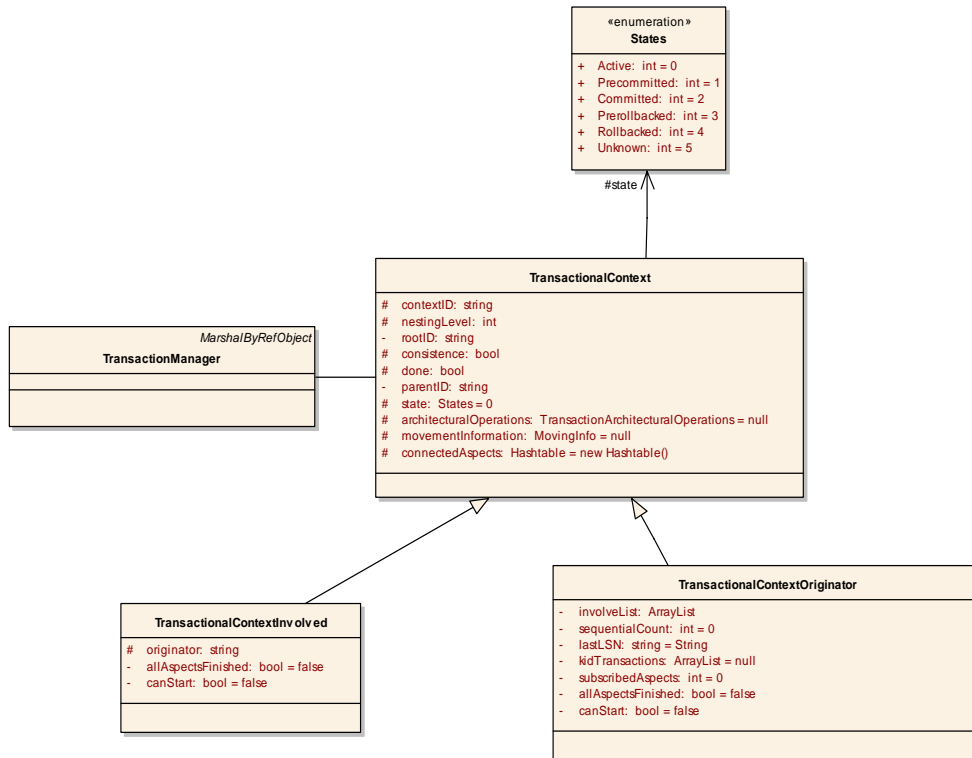 «enumeration»
States
+ Active: int = 0
+ Precommitted: int = 1
+ Committed: int = 2
+ Prerollbacked: int = 3
+ Rollbacked: int = 4
+ Unknown: int = 5
#state
TransactionalContext
# contextID: string
# nestingLevel: int
- rootID: string
# consistence: bool
# done: bool
- parentID: string
# state: States = 0
# architecturalOperations: TransactionArchitecturalOperations = null
# movementInformation: MovingInfo = null
# connectedAspects: Hashtable = new Hashtable()
MarshalByRefObject
TransactionManager
TransactionalContextInvolved
# originator: string
- allAspectsFinished: bool = false
- canStart: bool = false
TransactionalContextOriginator
- involveList: ArrayList
- sequentialCount: int = 0
- lastLSN: string = String
- kidTransactions: ArrayList = null
- subscribedAspects: int = 0
- allAspectsFinished: bool = false
- canStart: bool = false